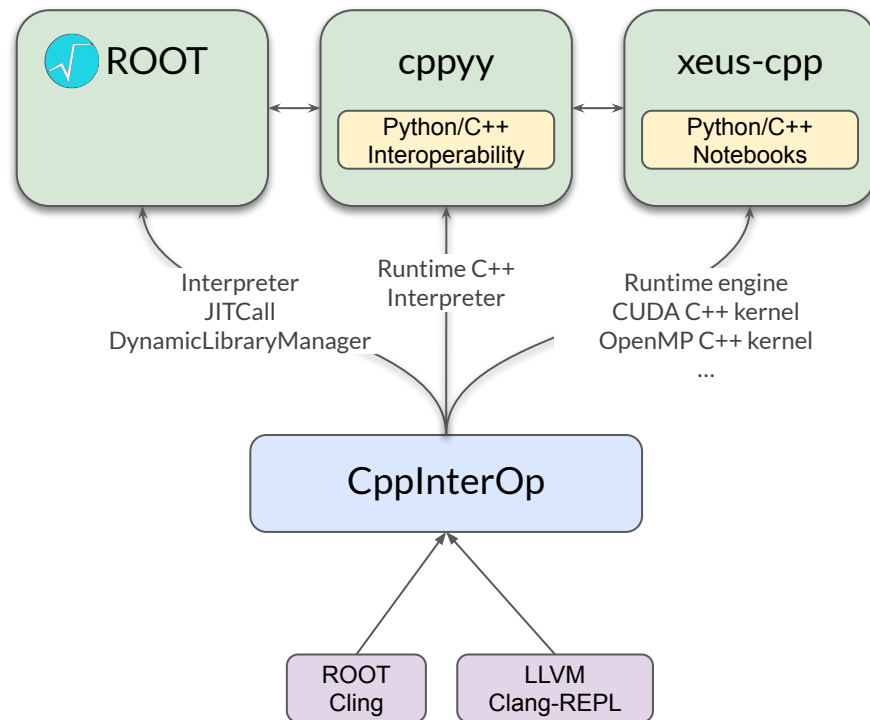 ROOT
cppyy
xeus-cpp
Python/C++
Interoperability
Python/C++
Notebooks
Interpreter
JITCall
DynamicLibraryManager
Runtime C++
Interpreter
Runtime engine
CUDA C++ kernel
OpenMP C++ kernel
...
CppInterOp
ROOT
Cling
LLVM
Clang-REPL